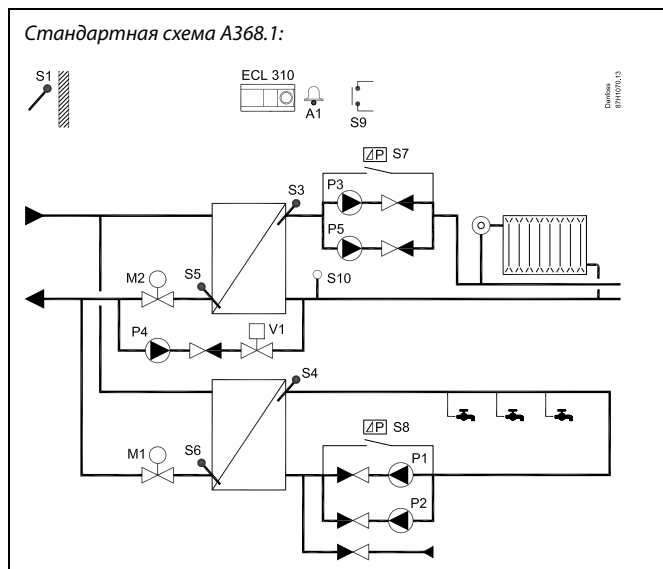 Стандартная схема A368.1:
S1
ECL 310
A1
S9
Danfoss
87H1070.13
P S7
S3
P3
P5
M2
S5
S10
P4
V1
S4
P S8
M1
S6
P1
P2